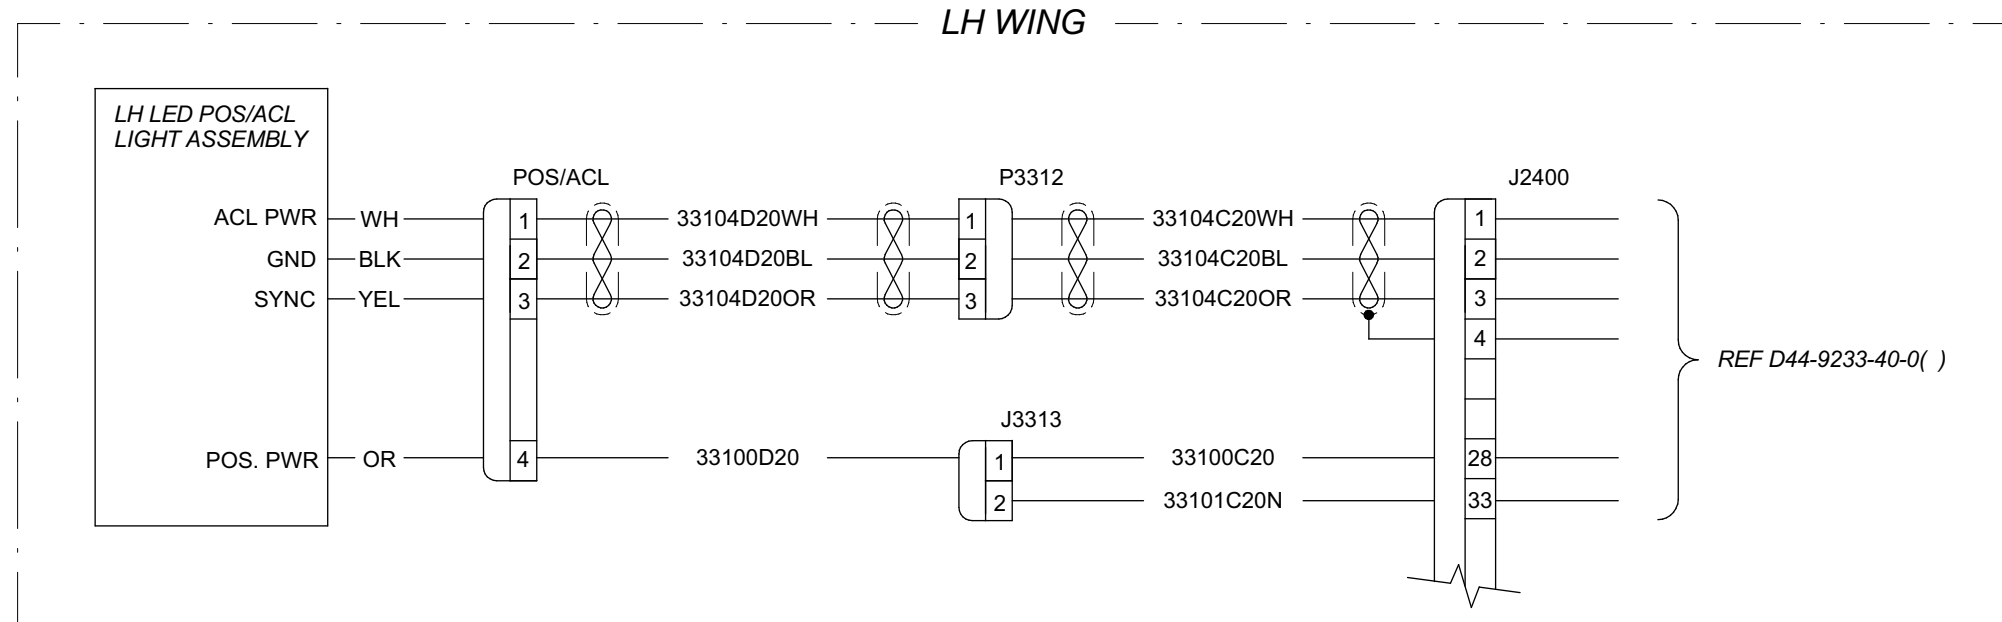 LH WING
LH LED POS/ACL
LIGHT ASSEMBLY
POS/ACL
P3312
J2400
ACL PWR WH 1 33104D20WH 1 33104C20WH 1
GND BLK 2 33104D20BL 2 33104C20BL 2
SYNC YEL 3 33104D20OR 3 33104C20OR 3
4
REF D44-9233-40-0( )
J3313
POS. PWR OR 4 33100D20 1 33100C20 28
2 33101C20N 33